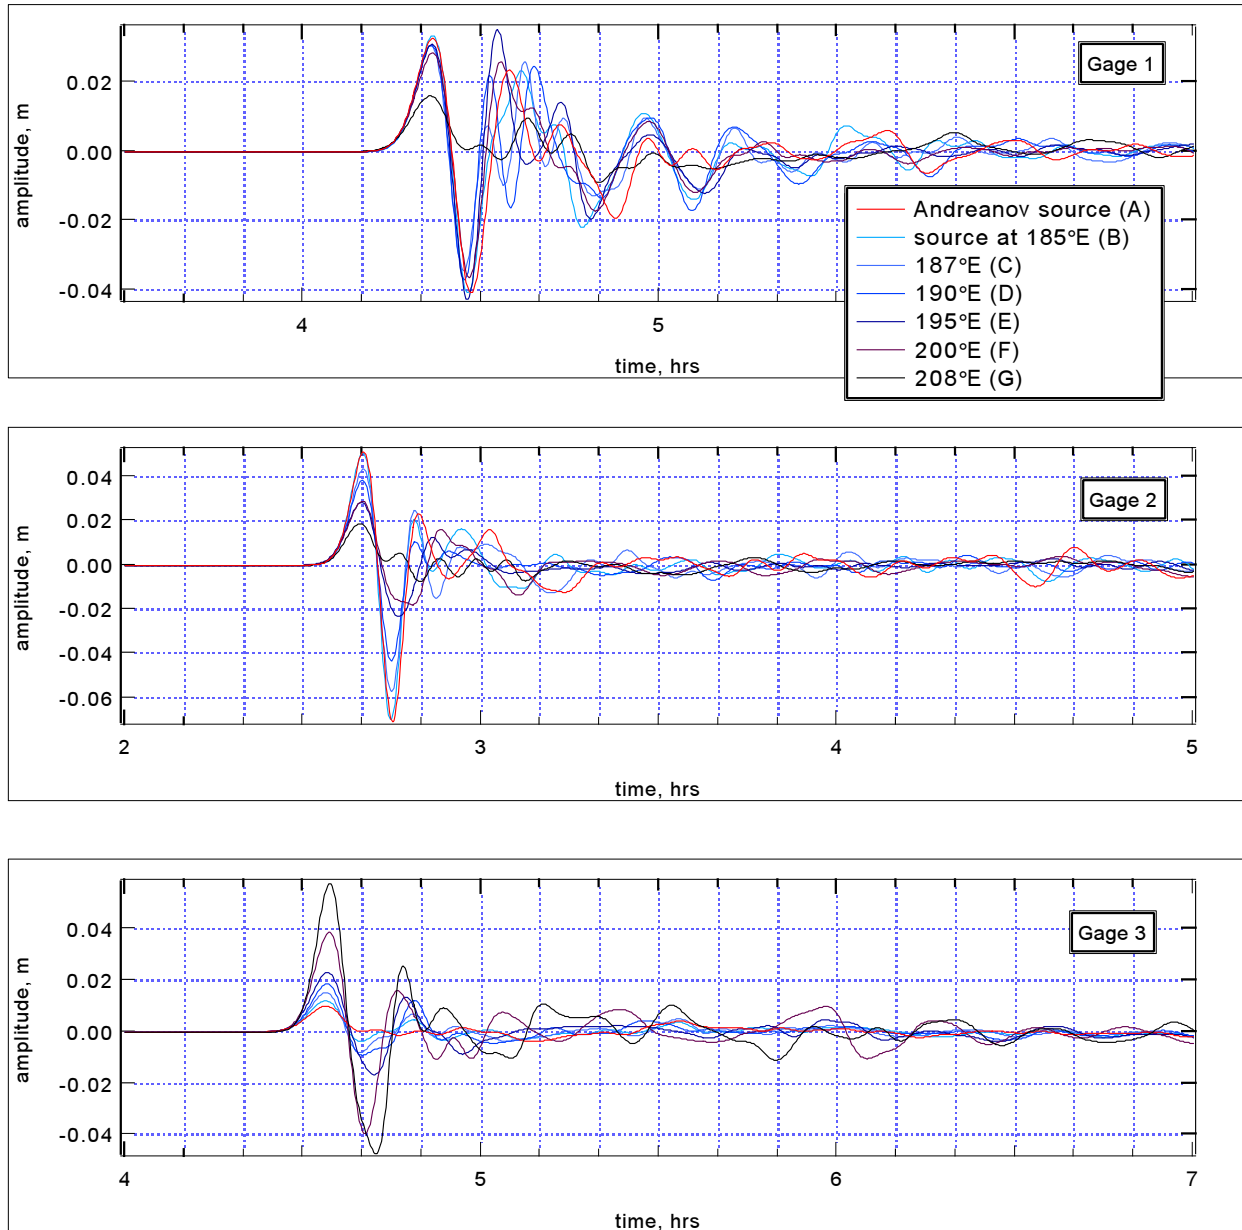 Gage 1
amplitude, m
0.02
0.00
-0.02
-0.04
4
5
time, hrs
Andreanov source (A)
source at 185°E (B)
187°E (C)
190°E (D)
195°E (E)
200°E (F)
208°E (G)
Gage 2
amplitude, m
0.04
0.02
0.00
-0.02
-0.04
-0.06
2
3
4
5
time, hrs
Gage 3
amplitude, m
0.04
0.02
0.00
-0.02
-0.04
4
5
6
7
time, hrs